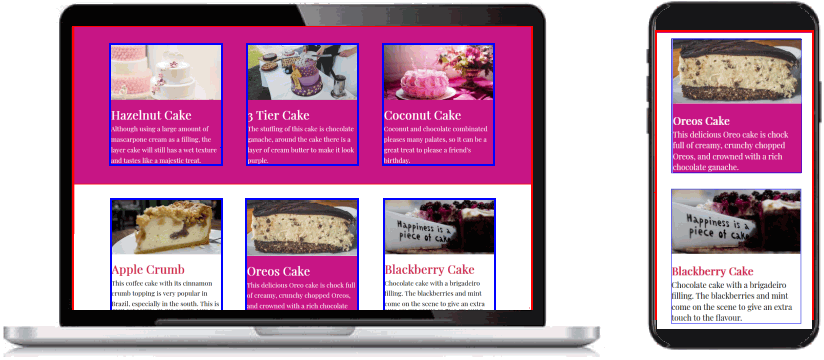 Hazelnut Cake
Although using a large amount of
mascarpone cream as a filling, the
layer cake will still has a wet texture
and tastes like a majestic treat.
3 Tier Cake
The stuffing of this cake is chocolate
ganache, around the cake there is a
layer of cream butter to make it look
purple.
Coconut Cake
Coconut and chocolate combinated
pleases many palates, so it can be a
great treat to please a friend's
birthday.
Apple Crumb
This coffee cake with its cinnamon
crumb topping is very popular in
Brazil, especially in the south. This is
Oreos Cake
This delicious Oreo cake is chock full
of creamy, crunchy chopped Oreos,
and crowned with a rich chocolate
Happiness is a
piece of cake
Blackberry Cake
Chocolate cake with a brigadeiro
filling. The blackberries and mint
come on the scene to give an extra
Oreos Cake
This delicious Oreo cake is chock
full of creamy, crunchy chopped
Oreos, and crowned with a rich
chocolate ganache.
Happiness is a
piece of cake
Blackberry Cake
Chocolate cake with a brigadeiro
filling. The blackberries and mint
come on the scene to give an extra
touch to the flavour.